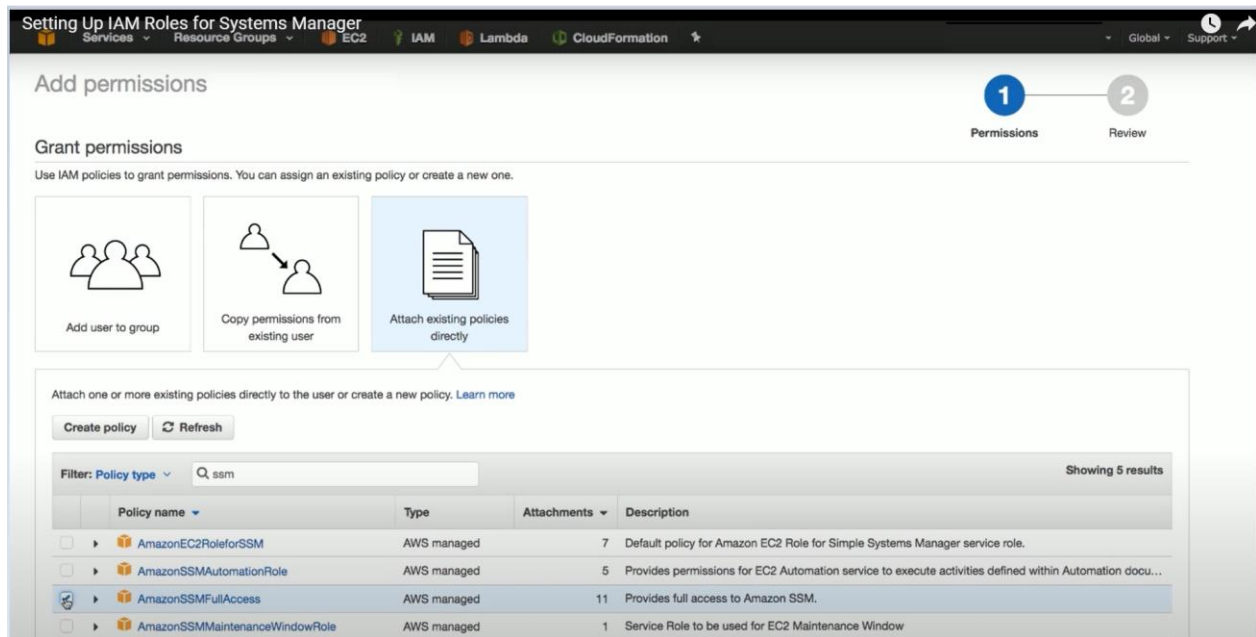 Setting Up IAM Roles for Systems Manager
Services Resource Groups EC2 IAM Lambda CloudFormation Global Support
Add permissions
1 2
Permissions Review
Grant permissions
Use IAM policies to grant permissions. You can assign an existing policy or create a new one.
Add user to group
Copy permissions from
existing user
Attach existing policies
directly
Attach one or more existing policies directly to the user or create a new policy. Learn more
Create policy Refresh
Filter: Policy type ssm Showing 5 results
Policy name Type Attachments Description
AmazonEC2RoleforSSM AWS managed 7 Default policy for Amazon EC2 Role for Simple Systems Manager service role.
AmazonSSMAutomationRole AWS managed 5 Provides permissions for EC2 Automation service to execute activities defined within Automation docu...
AmazonSSMFullAccess AWS managed 11 Provides full access to Amazon SSM.
AmazonSSMMaintenanceWindowRole AWS managed 1 Service Role to be used for EC2 Maintenance Window